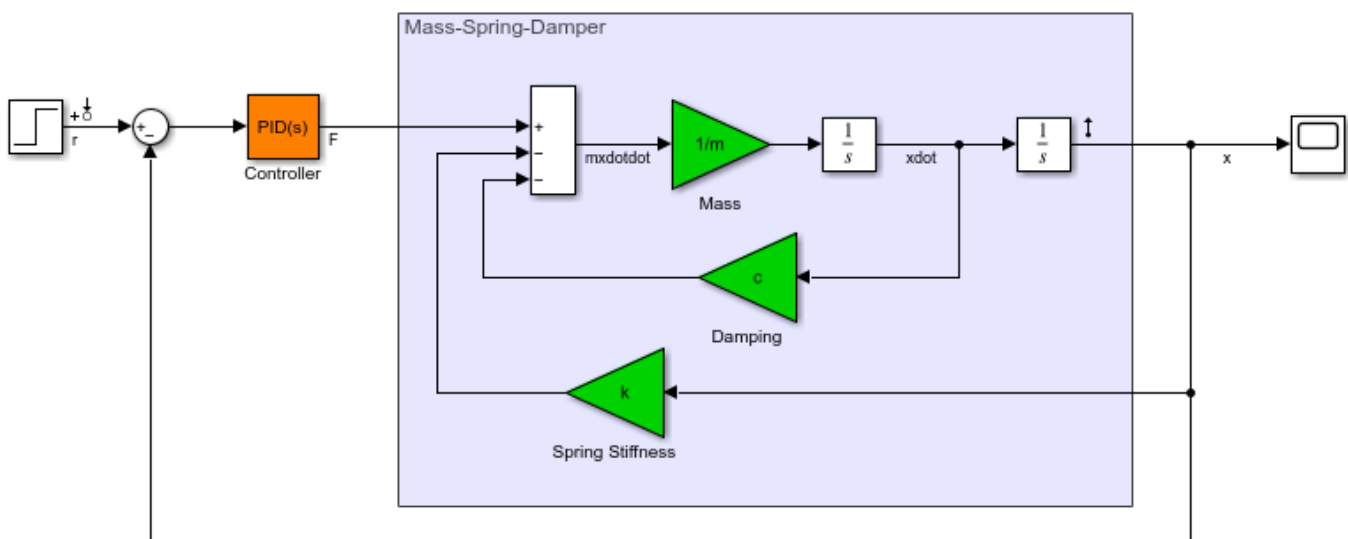 Mass-Spring-Damper
+
r
+
−
PID(s)
Controller
F
+
−
−
mxdotdot
1/m
Mass
1
s
xdot
1
s
x
c
Damping
k
Spring Stiffness